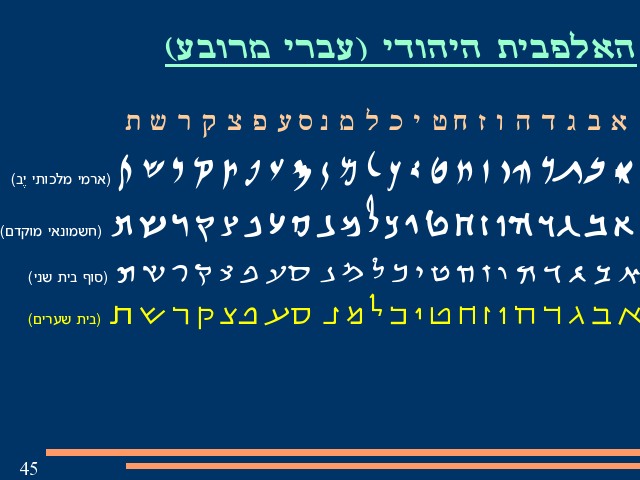 האלפבית היהודי (עברי מרובע)
א ב ג ד ה ו ז ח ט י כ ל מ נ ס ע פ צ ק ר ש ת
א ב ג ד ה ו ז ח ט י כ ל מ נ ס ע פ צ ק ר ש ת (ארמי מלכותי יֶב)
א ב ג ד ה ו ז ח ט י כ ל מ נ ס ע פ צ ק ר ש ת (חשמונאי מוקדם)
א ב ג ד ה ו ז ח ט י כ ל מ נ ס ע פ צ ק ר ש ת (סוף בית שני)
א ב ג ד ה ו ז ח ט י כ ל מ נ ס ע פ צ ק ר ש ת (בית שערים)
45